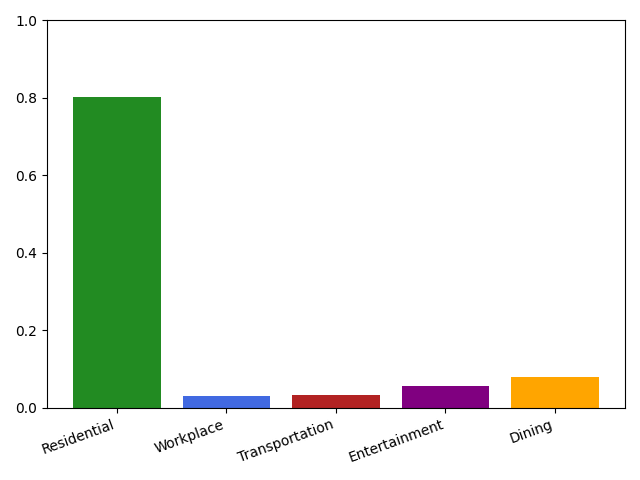 1.0
0.8
0.6
0.4
0.2
0.0
Residential
Workplace
Transportation
Entertainment
Dining